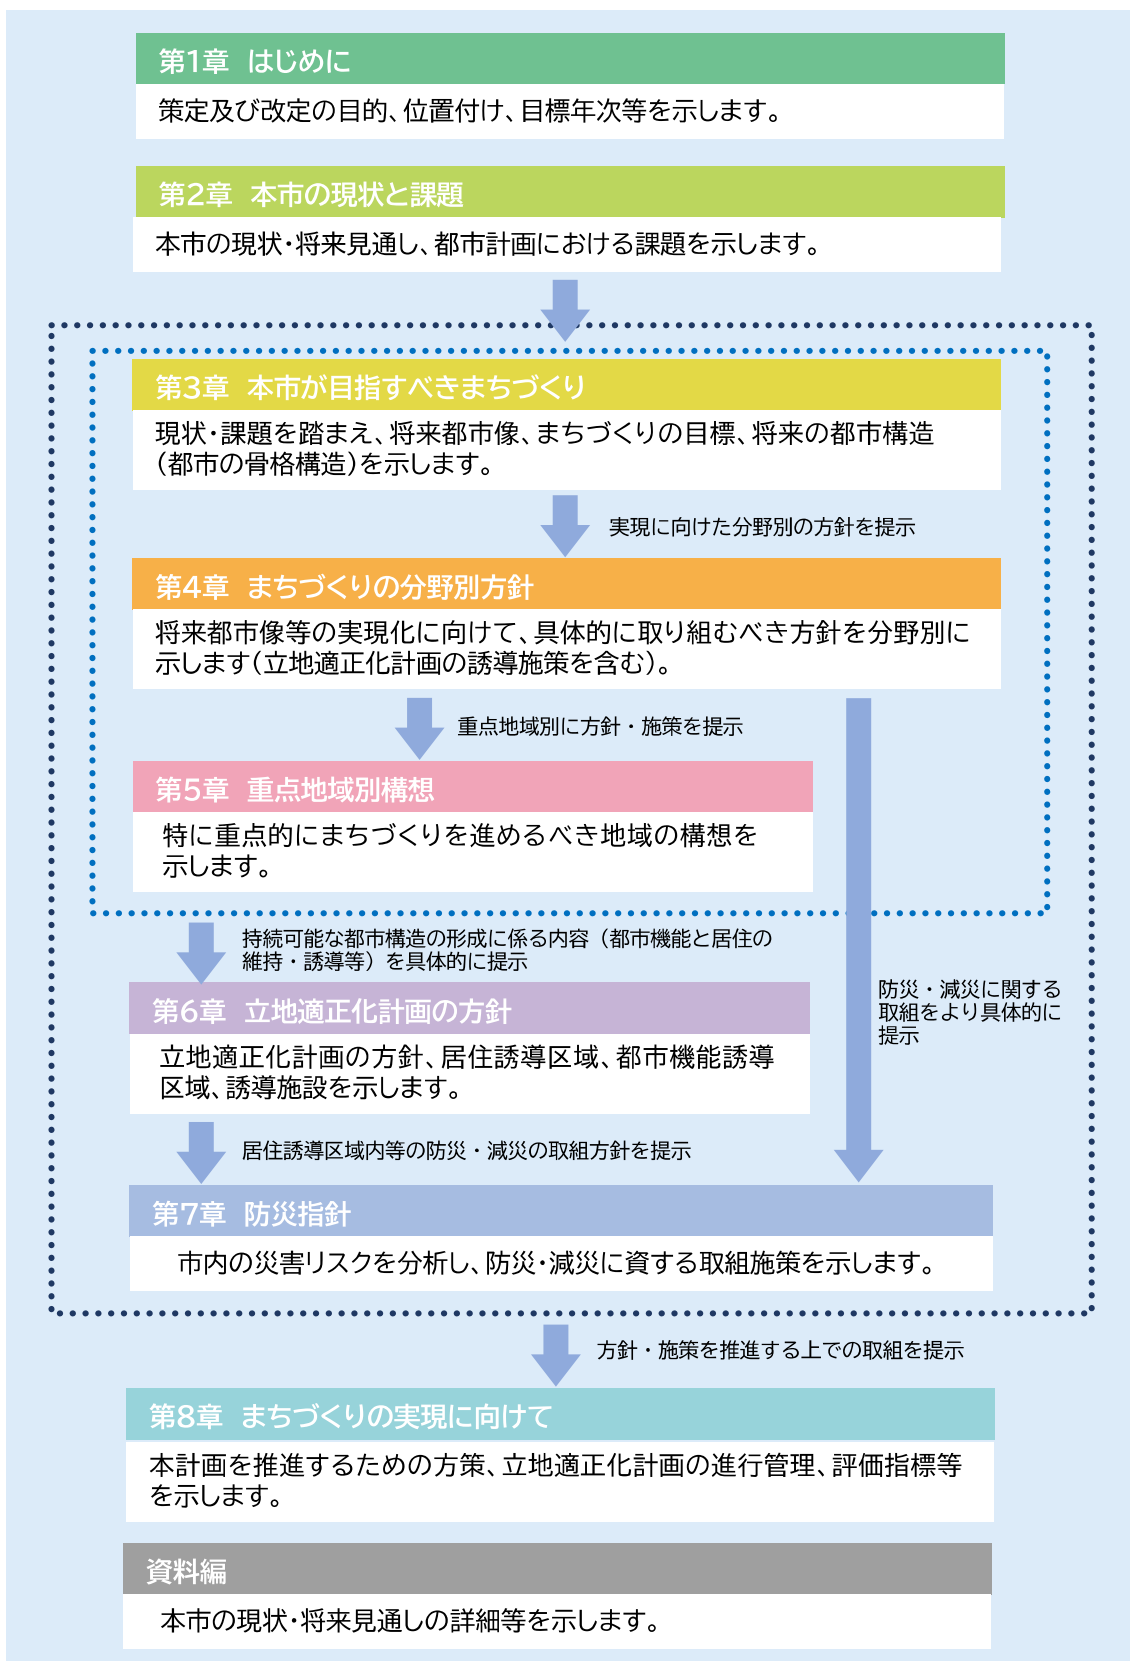 第1章 はじめに
策定及び改定の目的、位置付け、目標年次等を示します。
第2章 本市の現状と課題
本市の現状・将来見通し、都市計画における課題を示します。
第3章 本市が目指すべきまちづくり
現状・課題を踏まえ、将来都市像、まちづくりの目標、将来の都市構造
（都市の骨格構造）を示します。
実現に向けた分野別の方針を提示
第4章 まちづくりの分野別方針
将来都市像等の実現化に向けて、具体的に取り組むべき方針を分野別に
示します（立地適正化計画の誘導施策を含む）。
重点地域別に方針・施策を提示
第5章 重点地域別構想
特に重点的にまちづくりを進めるべき地域の構想を
示します。
持続可能な都市構造の形成に係る内容（都市機能と居住の
維持・誘導等）を具体的に提示
防災・減災に関する
取組をより具体的に
提示
第6章 立地適正化計画の方針
立地適正化計画の方針、居住誘導区域、都市機能誘導
区域、誘導施設を示します。
居住誘導区域内等の防災・減災の取組方針を提示
第7章 防災指針
市内の災害リスクを分析し、防災・減災に資する取組施策を示します。
方針・施策を推進する上での取組を提示
第8章 まちづくりの実現に向けて
本計画を推進するための方策、立地適正化計画の進行管理、評価指標等
を示します。
資料編
本市の現状・将来見通しの詳細等を示します。